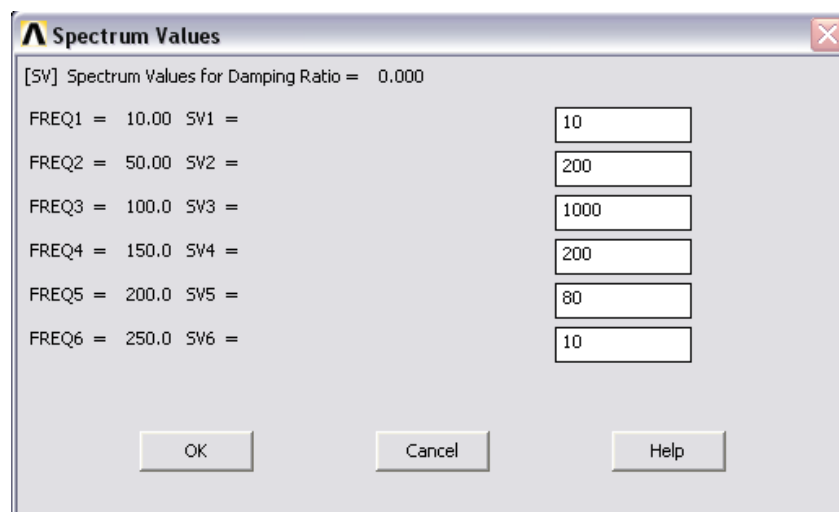 Spectrum Values
[SV] Spectrum Values for Damping Ratio = 0.000
FREQ1 = 10.00 SV1 = 10
FREQ2 = 50.00 SV2 = 200
FREQ3 = 100.0 SV3 = 1000
FREQ4 = 150.0 SV4 = 200
FREQ5 = 200.0 SV5 = 80
FREQ6 = 250.0 SV6 = 10
OK Cancel Help